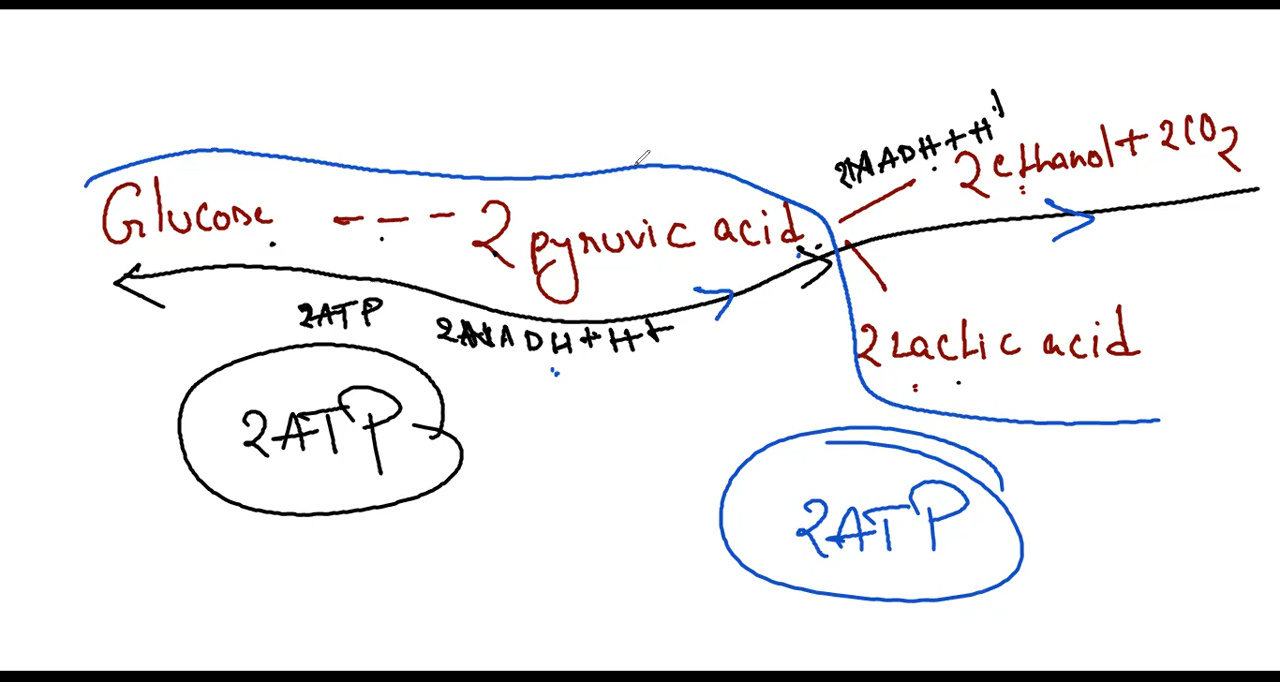 2NADH+H+
2 ethanol + 2CO2
Glucose --- 2 pyruvic acid
2ATP
2NADH+H+
2 Lactic acid
2ATP
2ATP